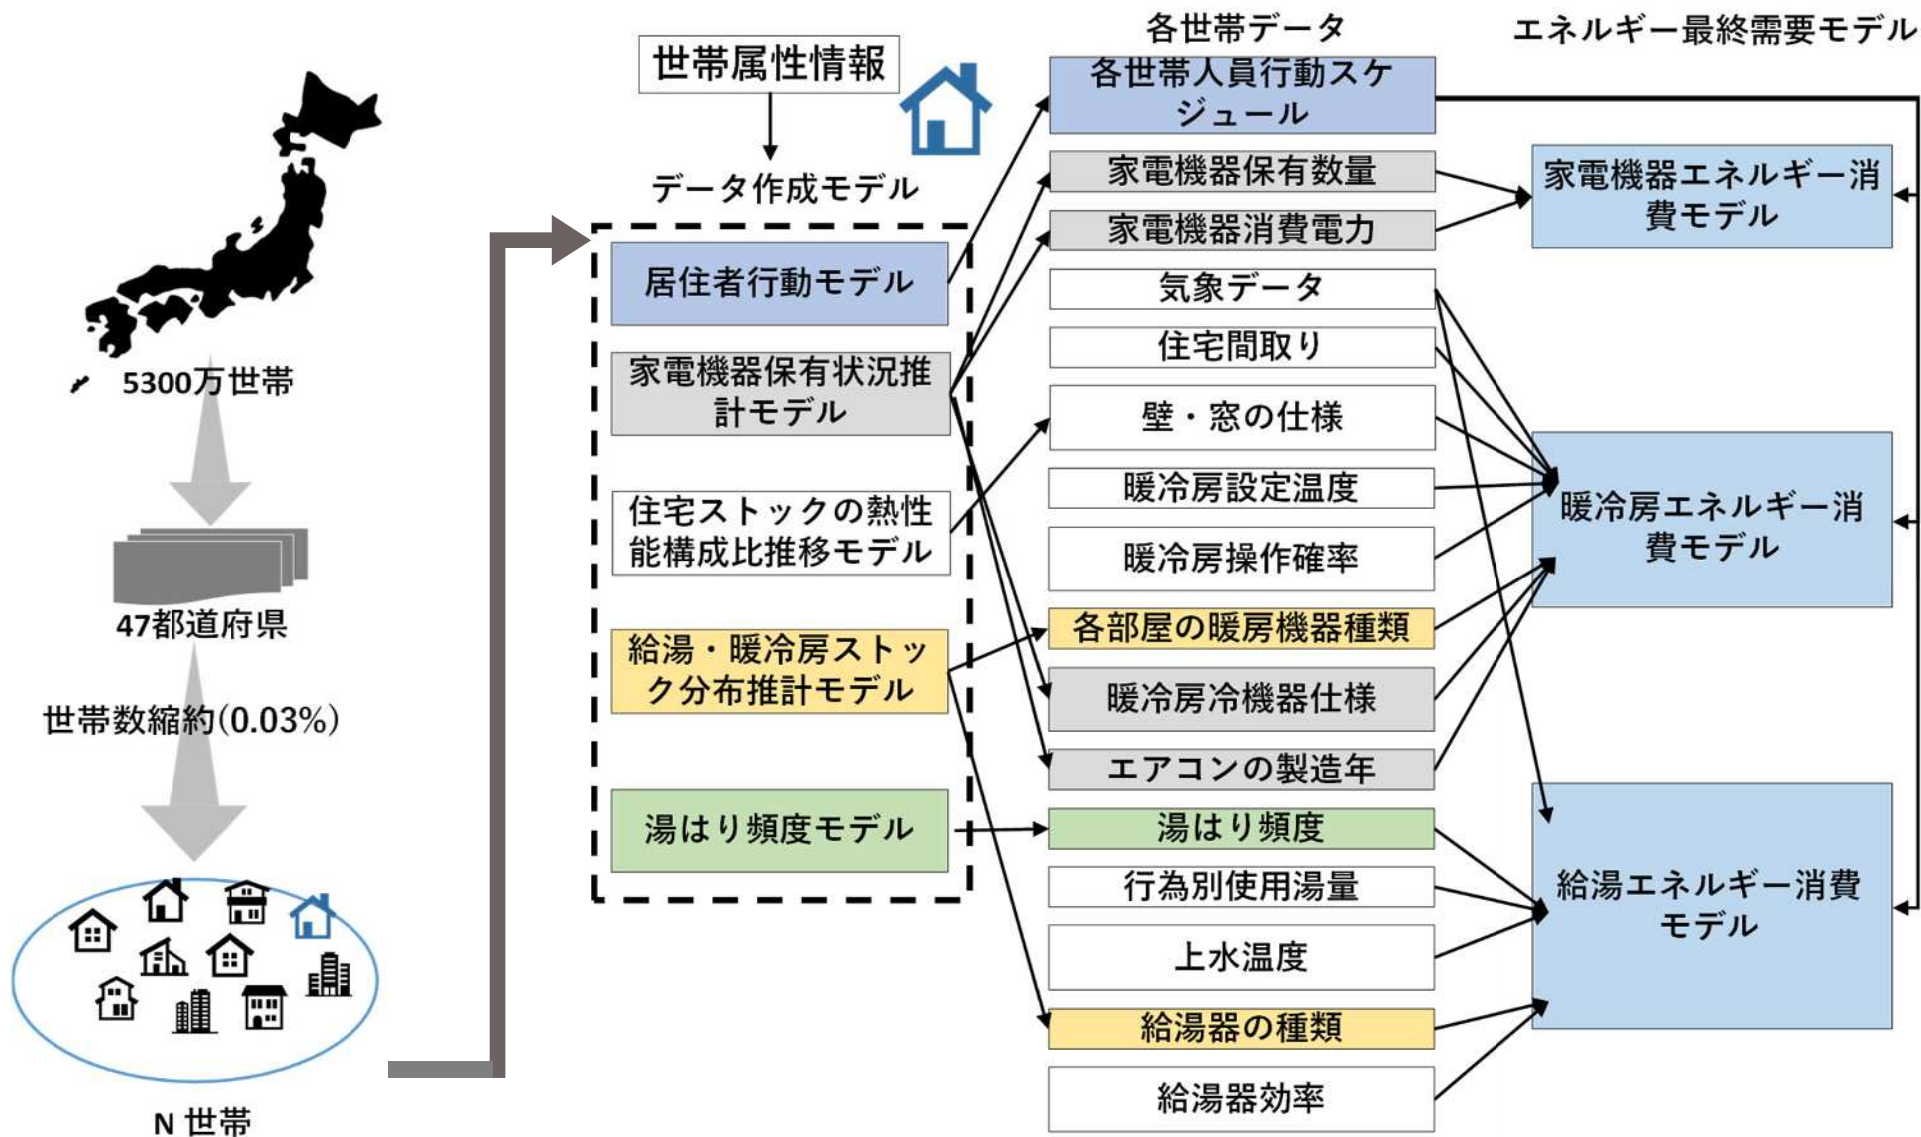 5300万世帯
47都道府県
世帯数縮約(0.03%)
N 世帯
世帯属性情報
データ作成モデル
居住者行動モデル
家電機器保有状況推
計モデル
住宅ストックの熱性
能構成比推移モデル
給湯・暖冷房ストッ
ク分布推計モデル
湯はり頻度モデル
各世帯データ
各世帯人員行動スケ
ジュール
家電機器保有数量
家電機器消費電力
気象データ
住宅間取り
壁・窓の仕様
暖冷房設定温度
暖冷房操作確率
各部屋の暖房機器種類
暖冷房冷機器仕様
エアコンの製造年
湯はり頻度
行為別使用湯量
上水温度
給湯器の種類
給湯器効率
エネルギー最終需要モデル
家電機器エネルギー消
費モデル
暖冷房エネルギー消
費モデル
給湯エネルギー消費
モデル